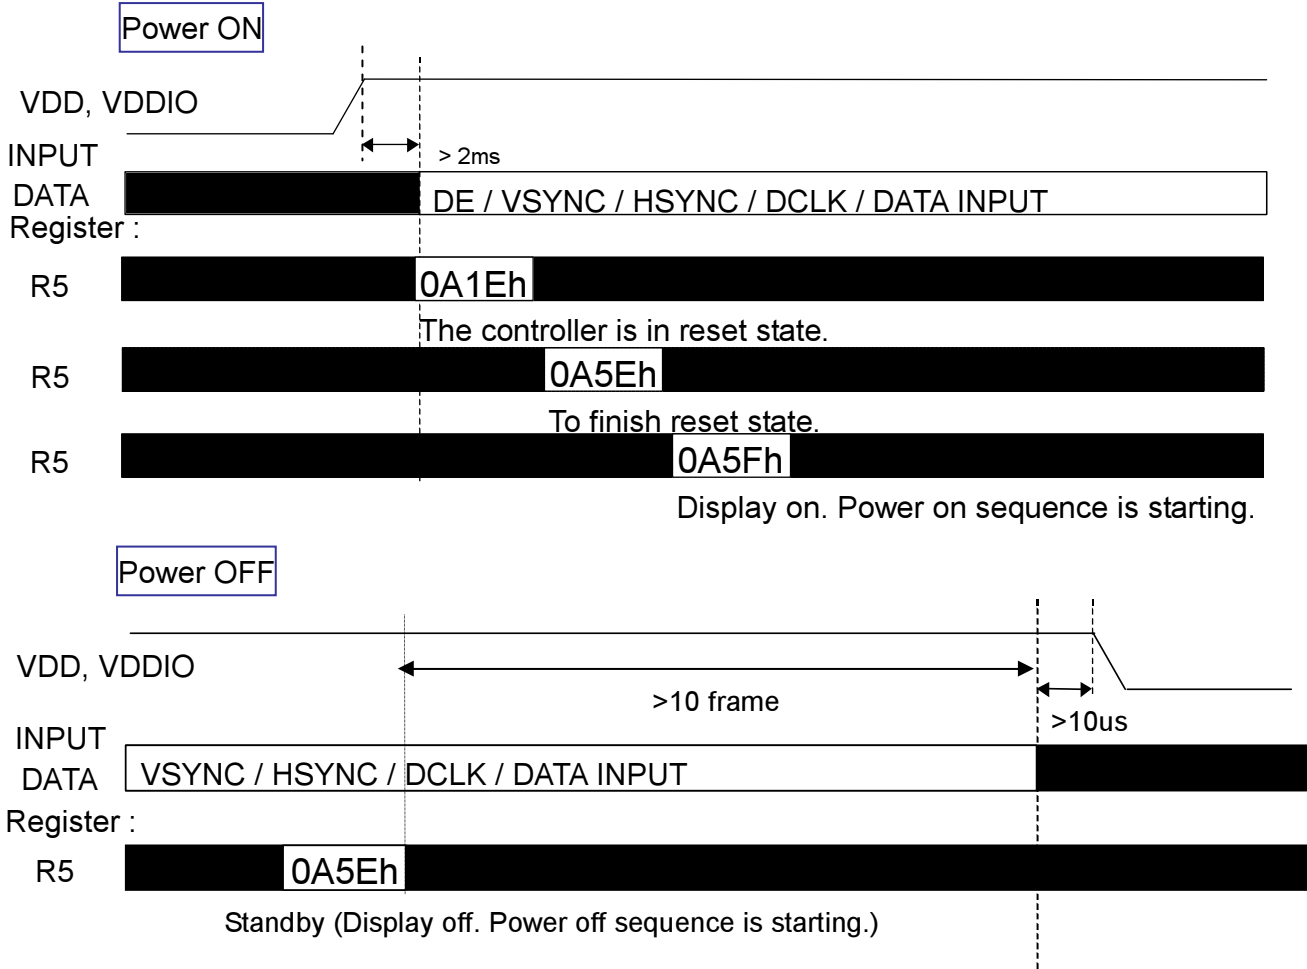 Power ON
VDD, VDDIO
> 2ms
INPUT
DATA
DE / VSYNC / HSYNC / DCLK / DATA INPUT
Register :
R5
0A1Eh
The controller is in reset state.
R5
0A5Eh
To finish reset state.
R5
0A5Fh
Display on. Power on sequence is starting.
Power OFF
VDD, VDDIO
>10 frame
>10us
INPUT
DATA
VSYNC / HSYNC / DCLK / DATA INPUT
Register :
R5
0A5Eh
Standby (Display off. Power off sequence is starting.)